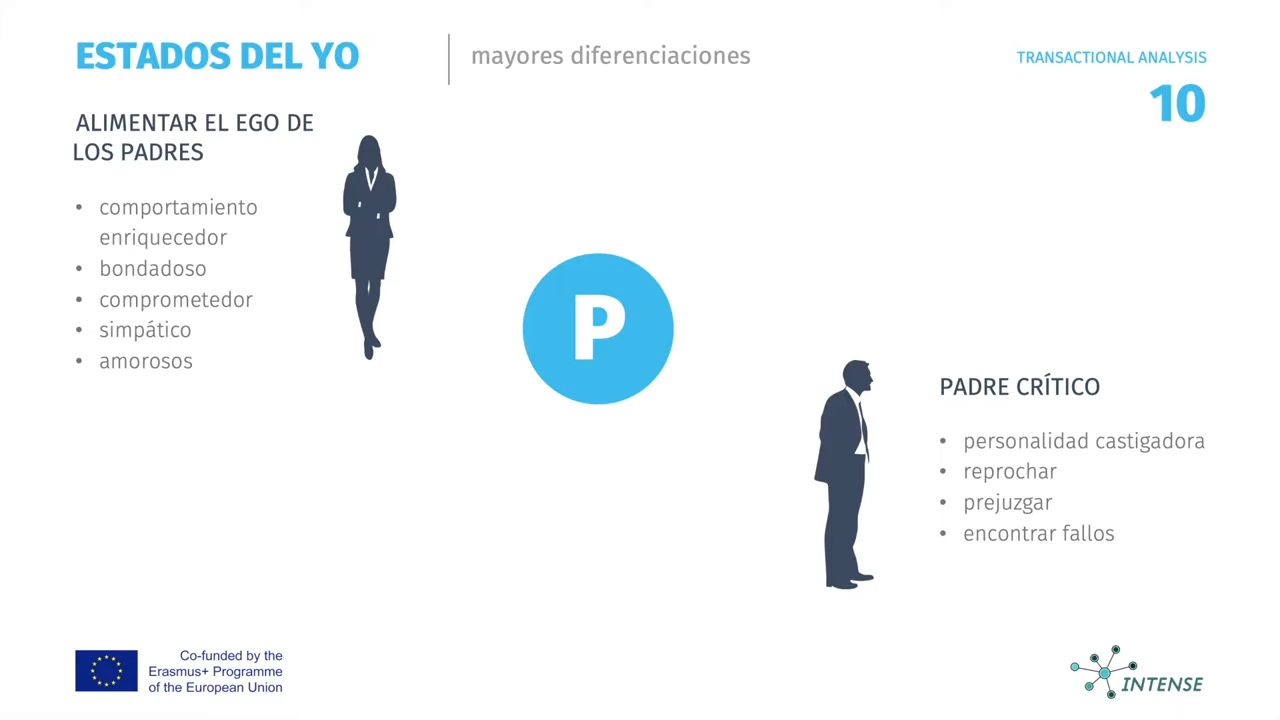 ESTADOS DEL YO
mayores diferenciaciones
TRANSACTIONAL ANALYSIS
10
ALIMENTAR EL EGO DE
LOS PADRES
• comportamiento
enriquecedor
• bondadoso
• comprometedor
• simpático
• amorosos
P
PADRE CRÍTICO
• personalidad castigadora
• reprochar
• prejuzgar
• encontrar fallos
Co-funded by the
Erasmus+ Programme
of the European Union
INTENSE